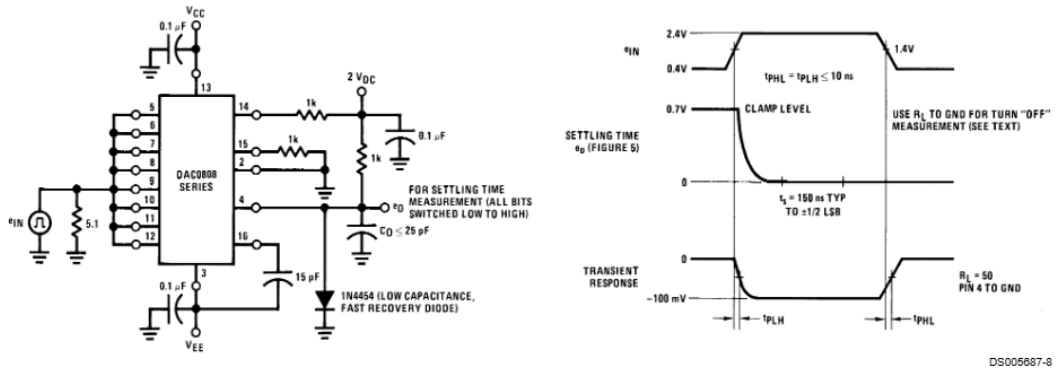 VCC
0.1 µF
13
2 VDC
5
14
1k
6
7
15
1k
1k
0.1 µF
8
2
DAC0808
SERIES
9
10
4
eO
FOR SETTLING TIME
MEASUREMENT (ALL BITS
SWITCHED LOW TO HIGH)
eIN
5.1
11
12
16
CO ≤ 25 pF
3
15 pF
0.1 µF
1N4454 (LOW CAPACITANCE,
FAST RECOVERY DIODE)
VEE
2.4V
eIN
1.4V
0.4V
tPHL = tPLH ≤ 10 ns
0.7V
CLAMP LEVEL
USE RL TO GND FOR TURN "OFF"
MEASUREMENT (SEE TEXT)
SETTLING TIME
eO (FIGURE 5)
0
tS = 150 ns TYP
TO ±1/2 LSB
0
TRANSIENT
RESPONSE
RL = 50
PIN 4 TO GND
−100 mV
tPLH
tPHL
DS005687-8